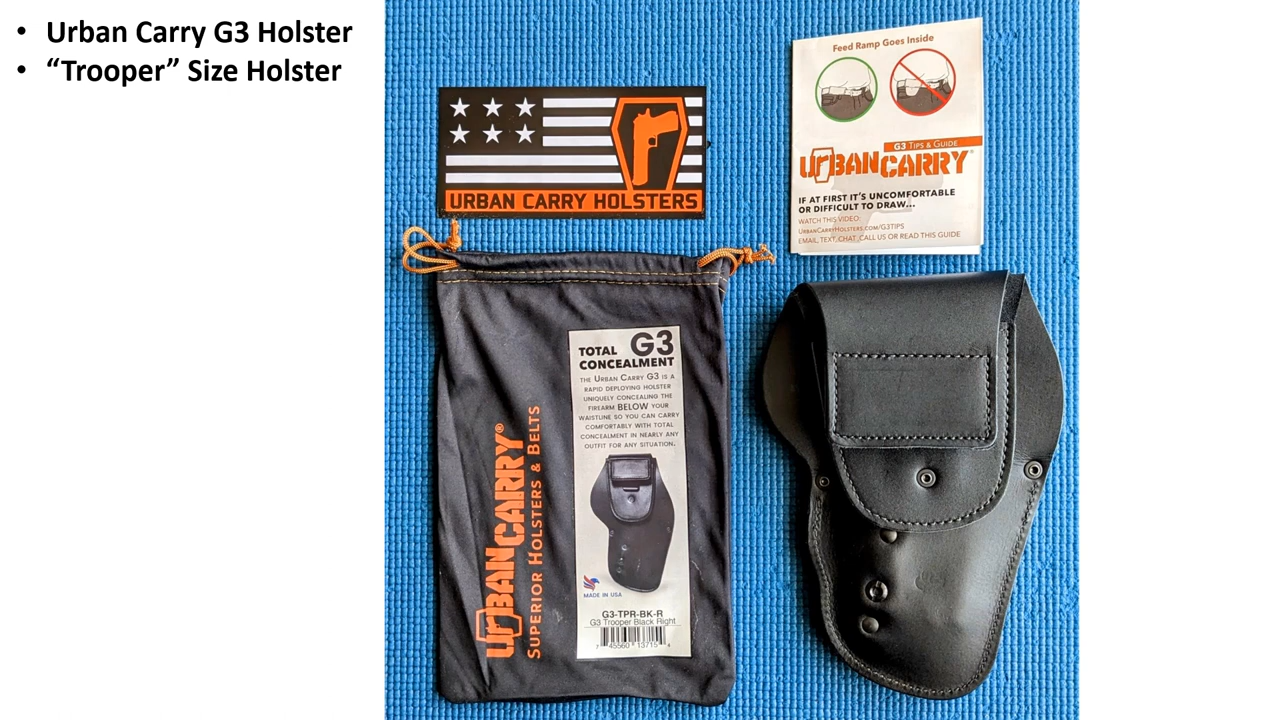 • Urban Carry G3 Holster
• “Trooper” Size Holster
Feed Ramp Goes Inside
G3 TIPS & GUIDE
URBANCARRY®
IF AT FIRST IT'S UNCOMFORTABLE
OR DIFFICULT TO DRAW...
WATCH THIS VIDEO:
URBANCARRYHOLSTERS.COM/G3TIPS
EMAIL, TEXT, CHAT, CALL US OR READ THIS GUIDE
URBAN CARRY HOLSTERS
URBANCARRY®
SUPERIOR HOLSTERS & BELTS
TOTAL G3
CONCEALMENT
THE URBAN CARRY G3 IS A
RAPID DEPLOYING HOLSTER
UNIQUELY CONCEALING THE
FIREARM BELOW YOUR
WAISTLINE SO YOU CAN CARRY
COMFORTABLY WITH TOTAL
CONCEALMENT IN NEARLY ANY
OUTFIT FOR ANY SITUATION.
MADE IN USA
G3-TPR-BK-R
G3 Trooper Black Right
3 45560 13715 4